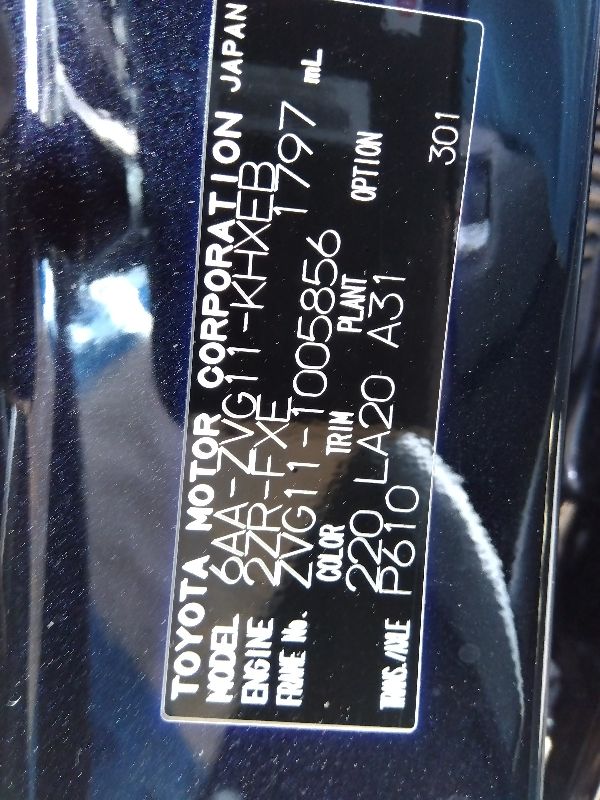 TOYOTA MOTOR CORPORATION JAPAN
MODEL 6AA-ZVG11-KHXEB
ENGINE 2ZR-FXE 1797 mL
FRAME No. ZVG11-1005856
COLOR TRIM PLANT OPTION
220 LA20 A31
TRANS./AXLE P610 301